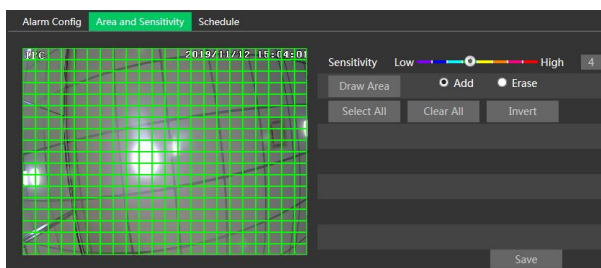 Alarm Config Area and Sensitivity Schedule
IPC 2019/11/12 15:04:01
Sensitivity Low High 4
Draw Area Add Erase
Select All Clear All Invert
Save